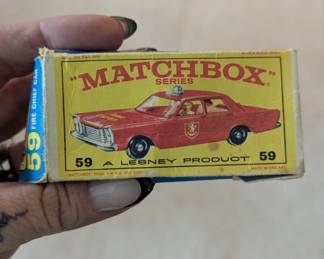 "MATCHBOX"
SERIES
59 A LESNEY PRODUCT 59
59 FIRE CHIEF CAR